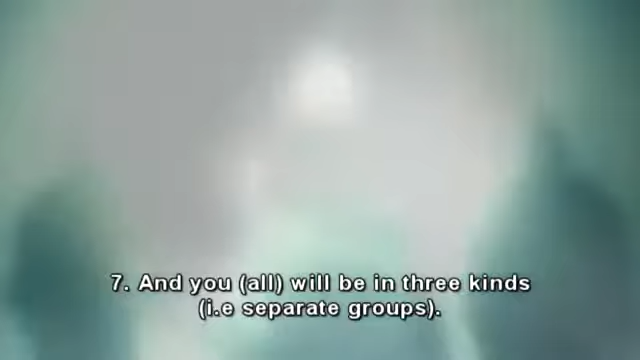 7. And you (all) will be in three kinds
(i.e separate groups).